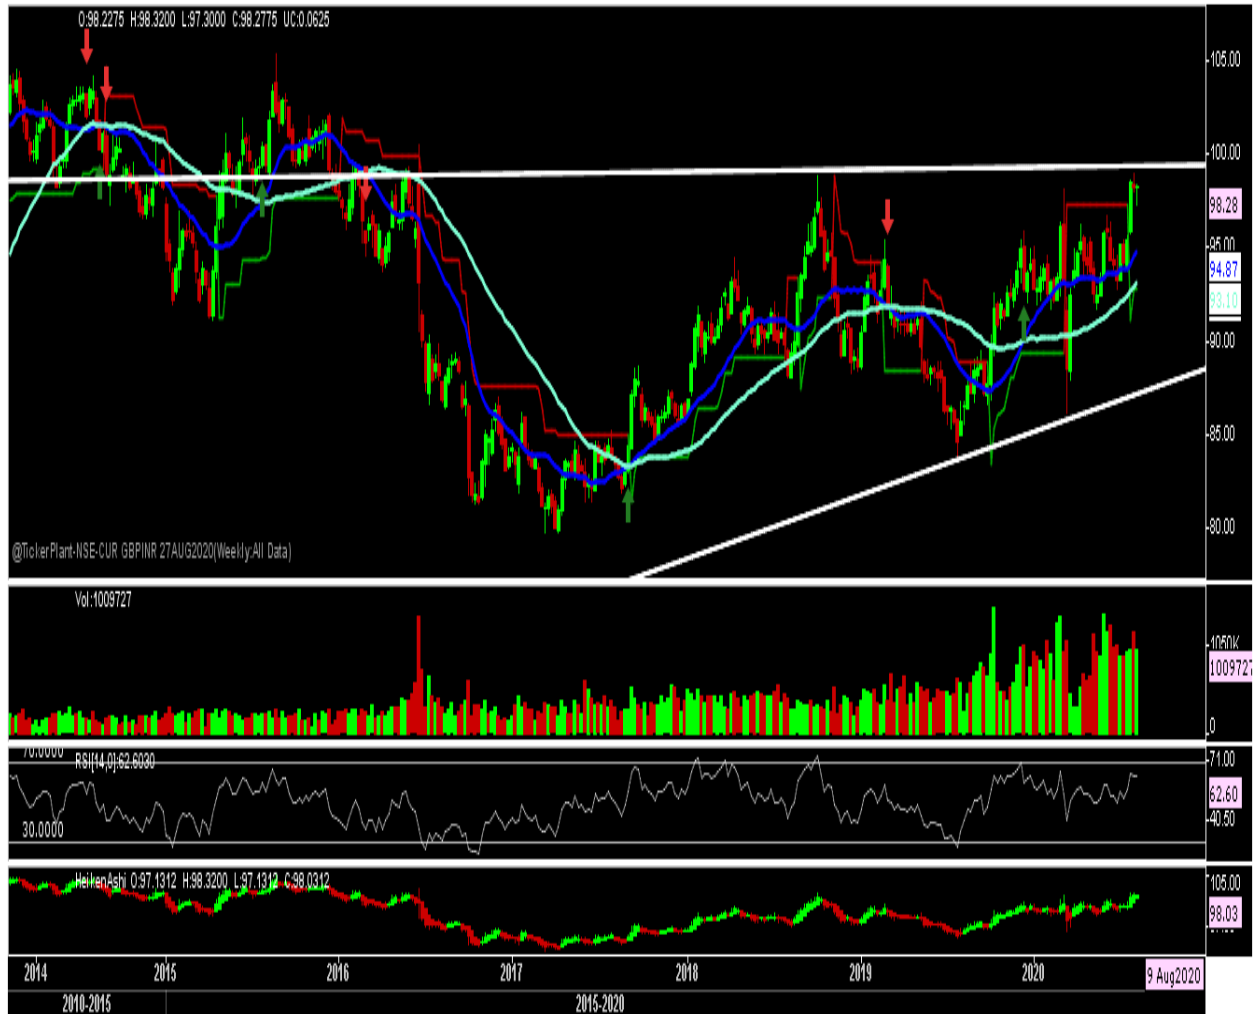 O:98.2275 H:98.3200 L:97.3000 C:98.2775 UC:0.0625
105.00
100.00
98.28
95.00
94.87
93.10
90.00
85.00
80.00
@TickerPlant-NSE-CUR GBPINR 27AUG2020(Weekly:All Data)
Vol:1009727
1050K
1009727
0
70.0000
RSI[14,0]:62.6030
71.00
62.60
30.0000
40.50
HeikenAshi O:97.1312 H:98.3200 L:97.1312 C:98.0312
105.00
98.03
2014 2015 2016 2017 2018 2019 2020 9 Aug2020
2010-2015 2015-2020